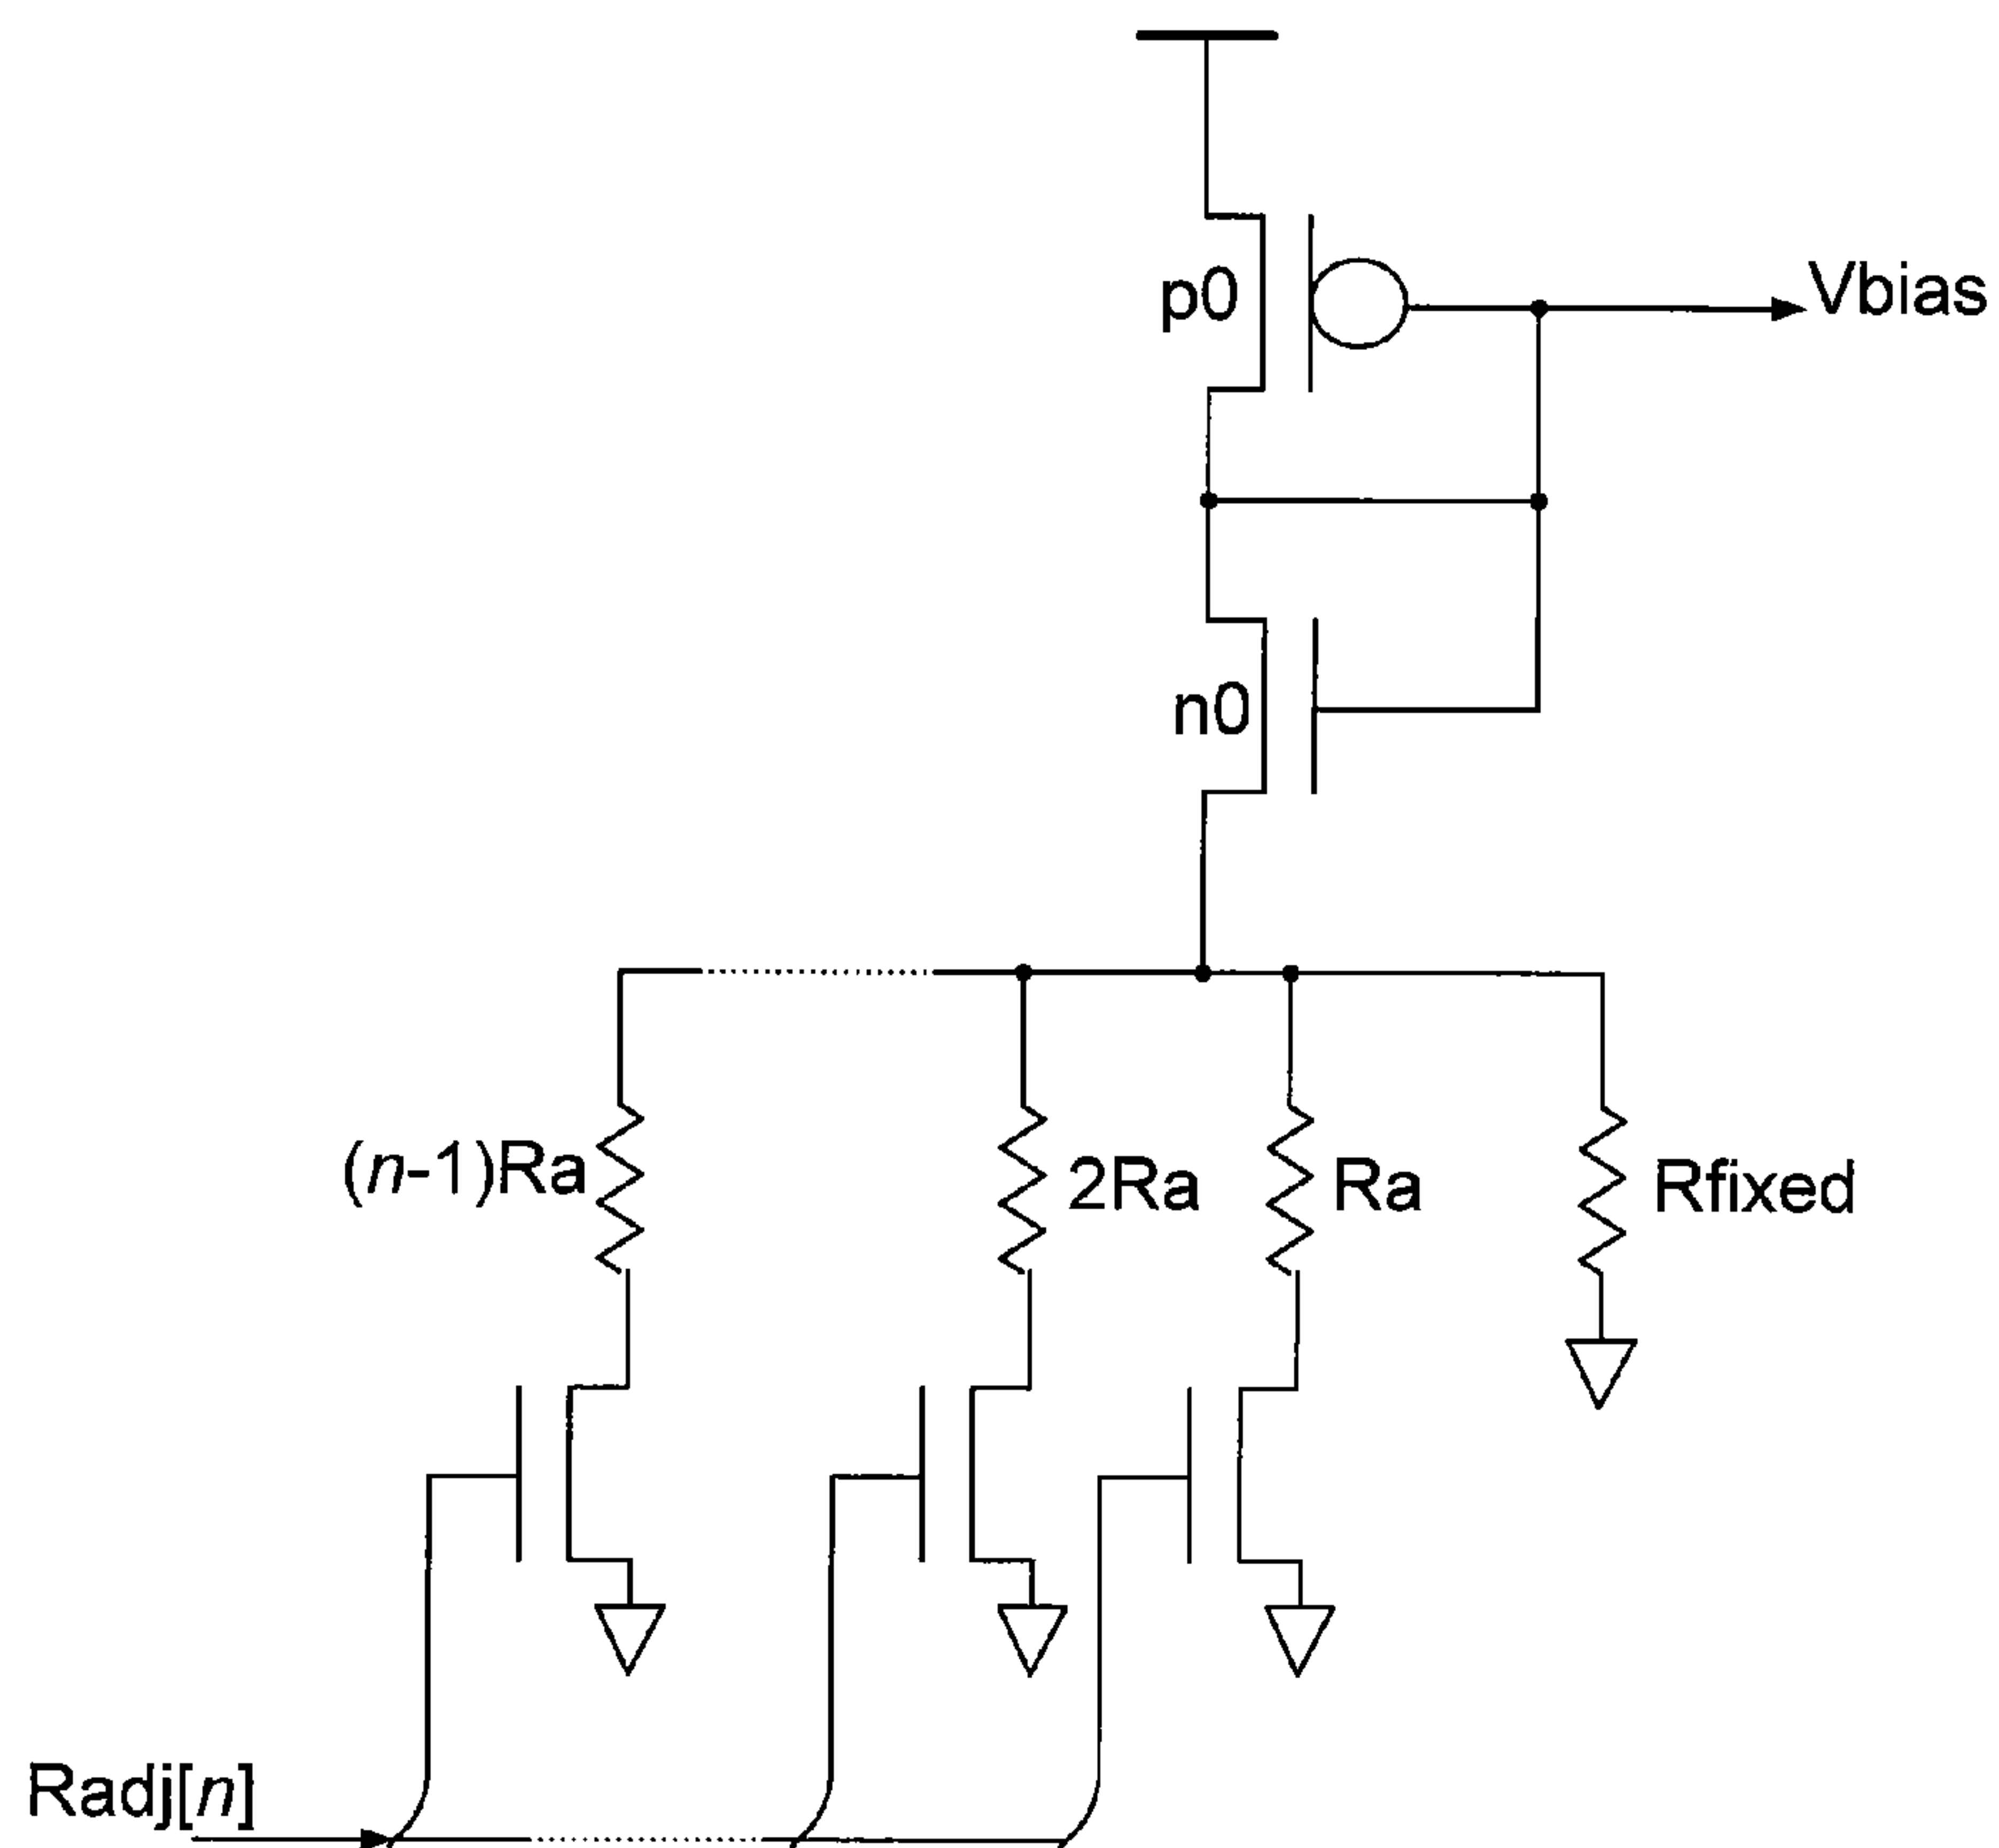 p0
Vbias
n0
(n-1)Ra
2Ra
Ra
Rfixed
Radj[n]